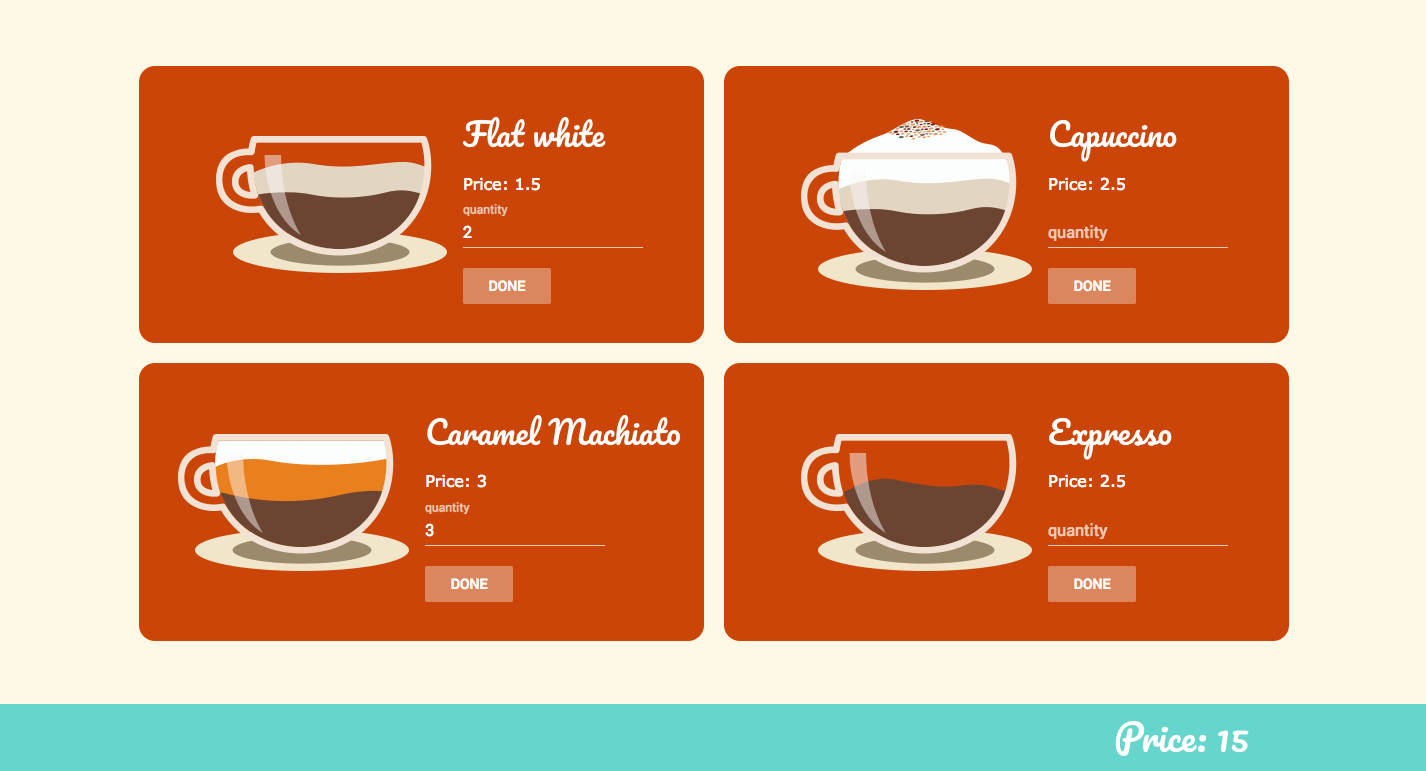 Flat white
Price: 1.5
quantity
2
DONE
Capuccino
Price: 2.5
quantity
DONE
Caramel Machiato
Price: 3
quantity
3
DONE
Expresso
Price: 2.5
quantity
DONE
Price: 15